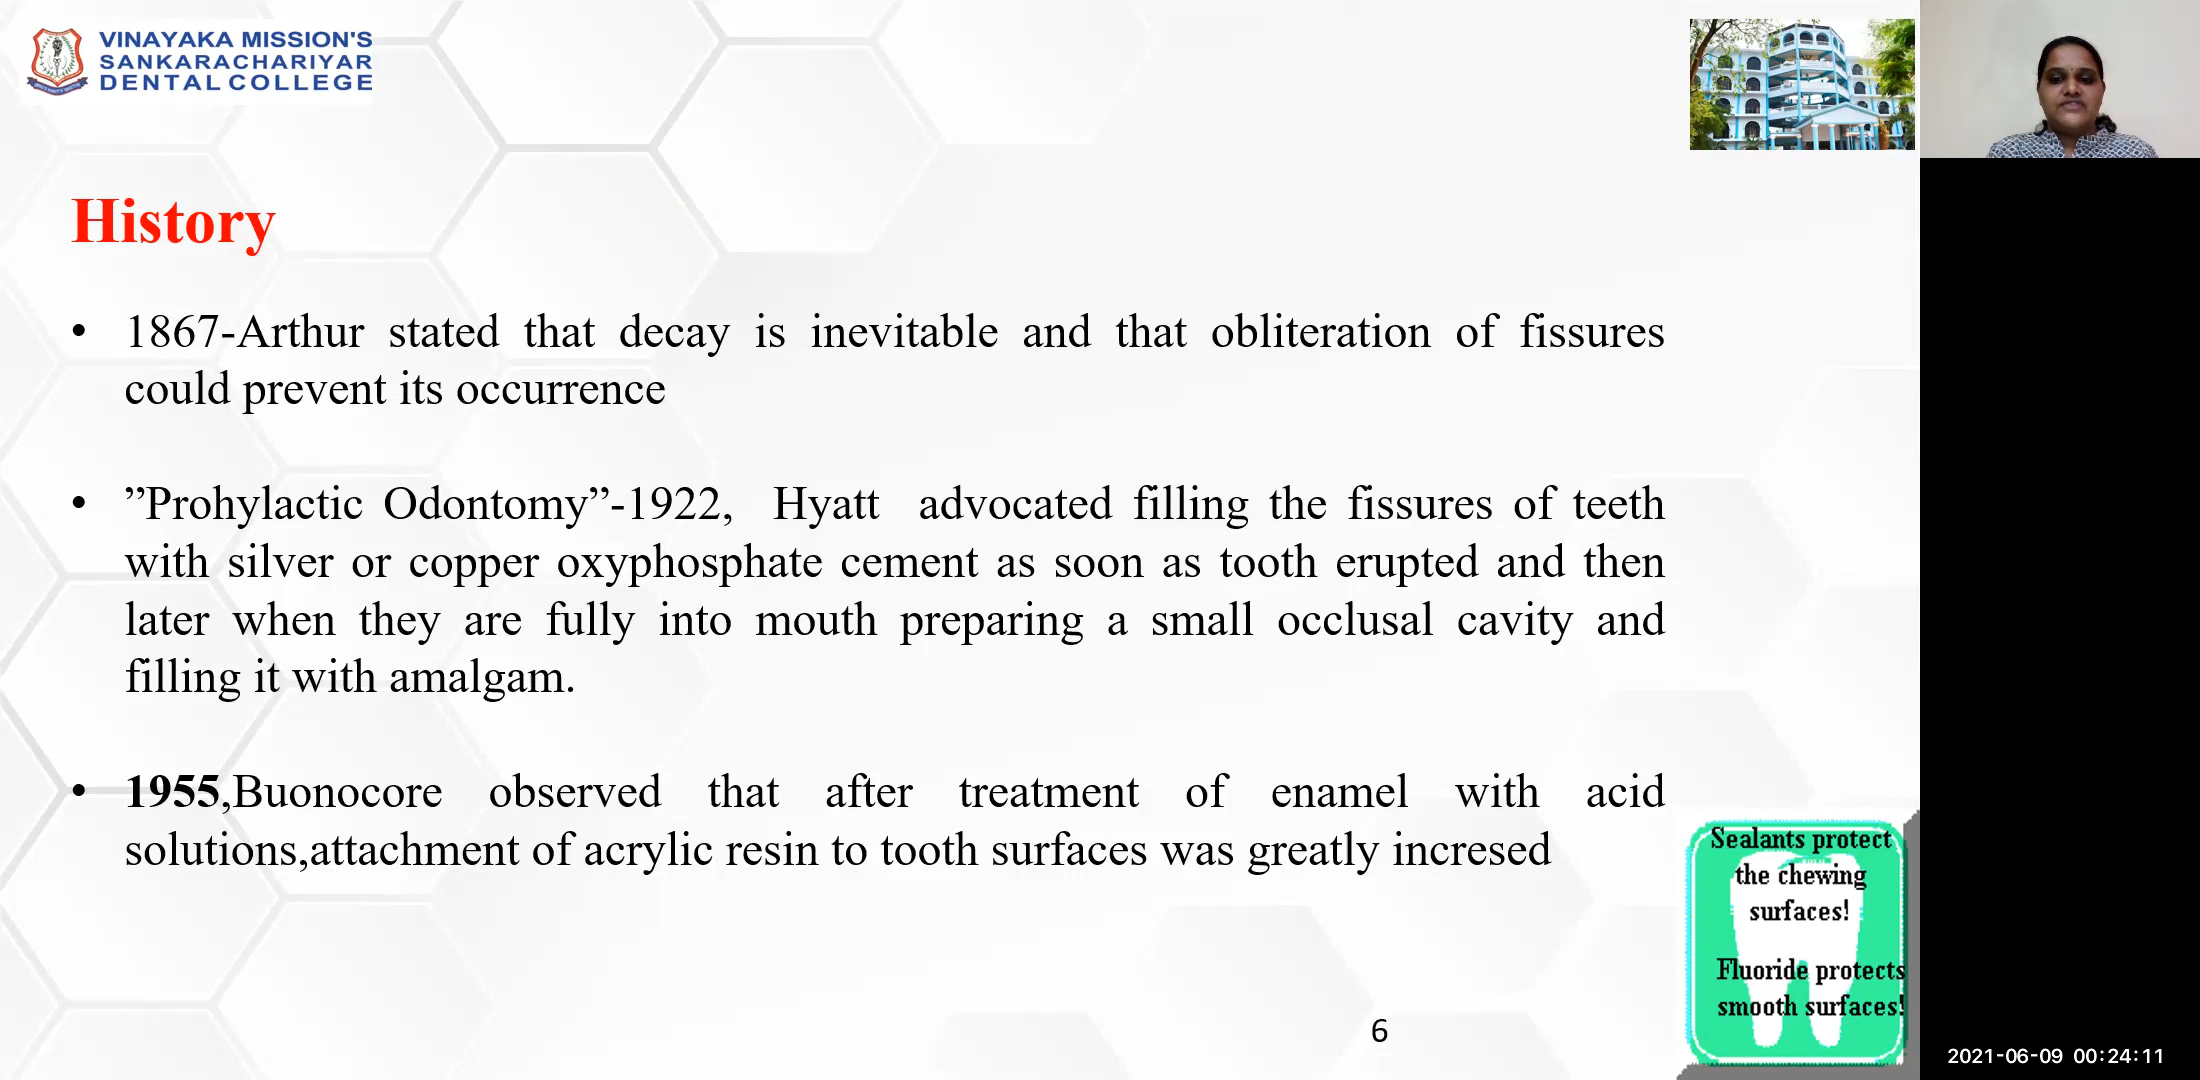 VINAYAKA MISSION'S
SANKARACHARIYAR
DENTAL COLLEGE
History
• 1867-Arthur stated that decay is inevitable and that obliteration of fissures
could prevent its occurrence
• ”Prohylactic Odontomy”-1922, Hyatt advocated filling the fissures of teeth
with silver or copper oxyphosphate cement as soon as tooth erupted and then
later when they are fully into mouth preparing a small occlusal cavity and
filling it with amalgam.
• 1955,Buonocore observed that after treatment of enamel with acid
solutions,attachment of acrylic resin to tooth surfaces was greatly incresed
Sealants protect
the chewing
surfaces!
Fluoride protects
smooth surfaces!
6
2021-06-09 00:24:11